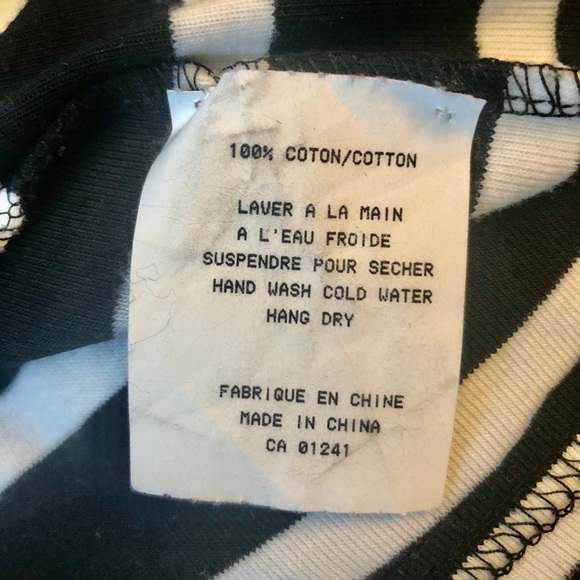 100% COTON/COTTON
LAVER A LA MAIN
A L'EAU FROIDE
SUSPENDRE POUR SECHER
HAND WASH COLD WATER
HANG DRY
FABRIQUE EN CHINE
MADE IN CHINA
CA 01241